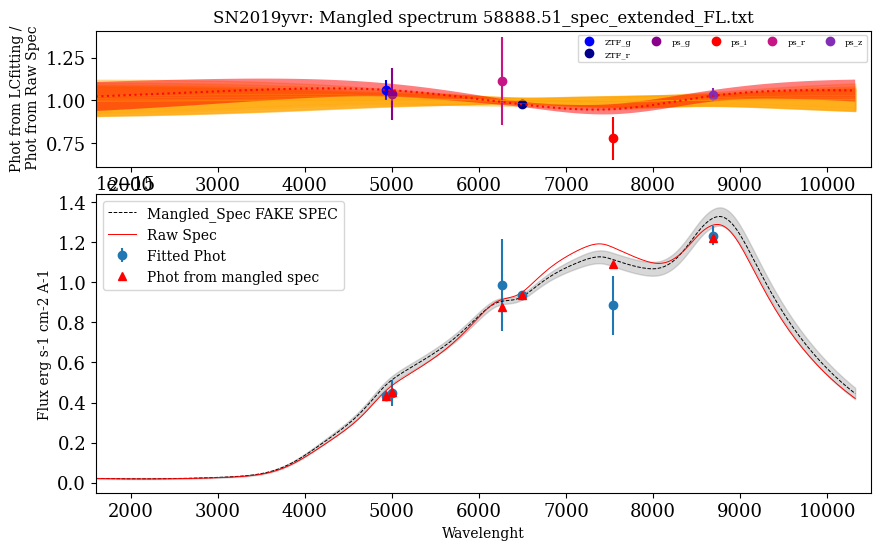 SN2019yvr: Mangled spectrum 58888.51_spec_extended_FL.txt
Phot from LCfitting /
Phot from Raw Spec
1.25
1.00
0.75
ZTF_g
ps_g
ps_i
ps_r
ps_z
ZTF_r
2000 3000 4000 5000 6000 7000 8000 9000 10000
1e−15
Flux erg s-1 cm-2 A-1
1.4
1.2
1.0
0.8
0.6
0.4
0.2
0.0
Mangled_Spec FAKE SPEC
Raw Spec
Fitted Phot
Phot from mangled spec
2000 3000 4000 5000 6000 7000 8000 9000 10000
Wavelenght